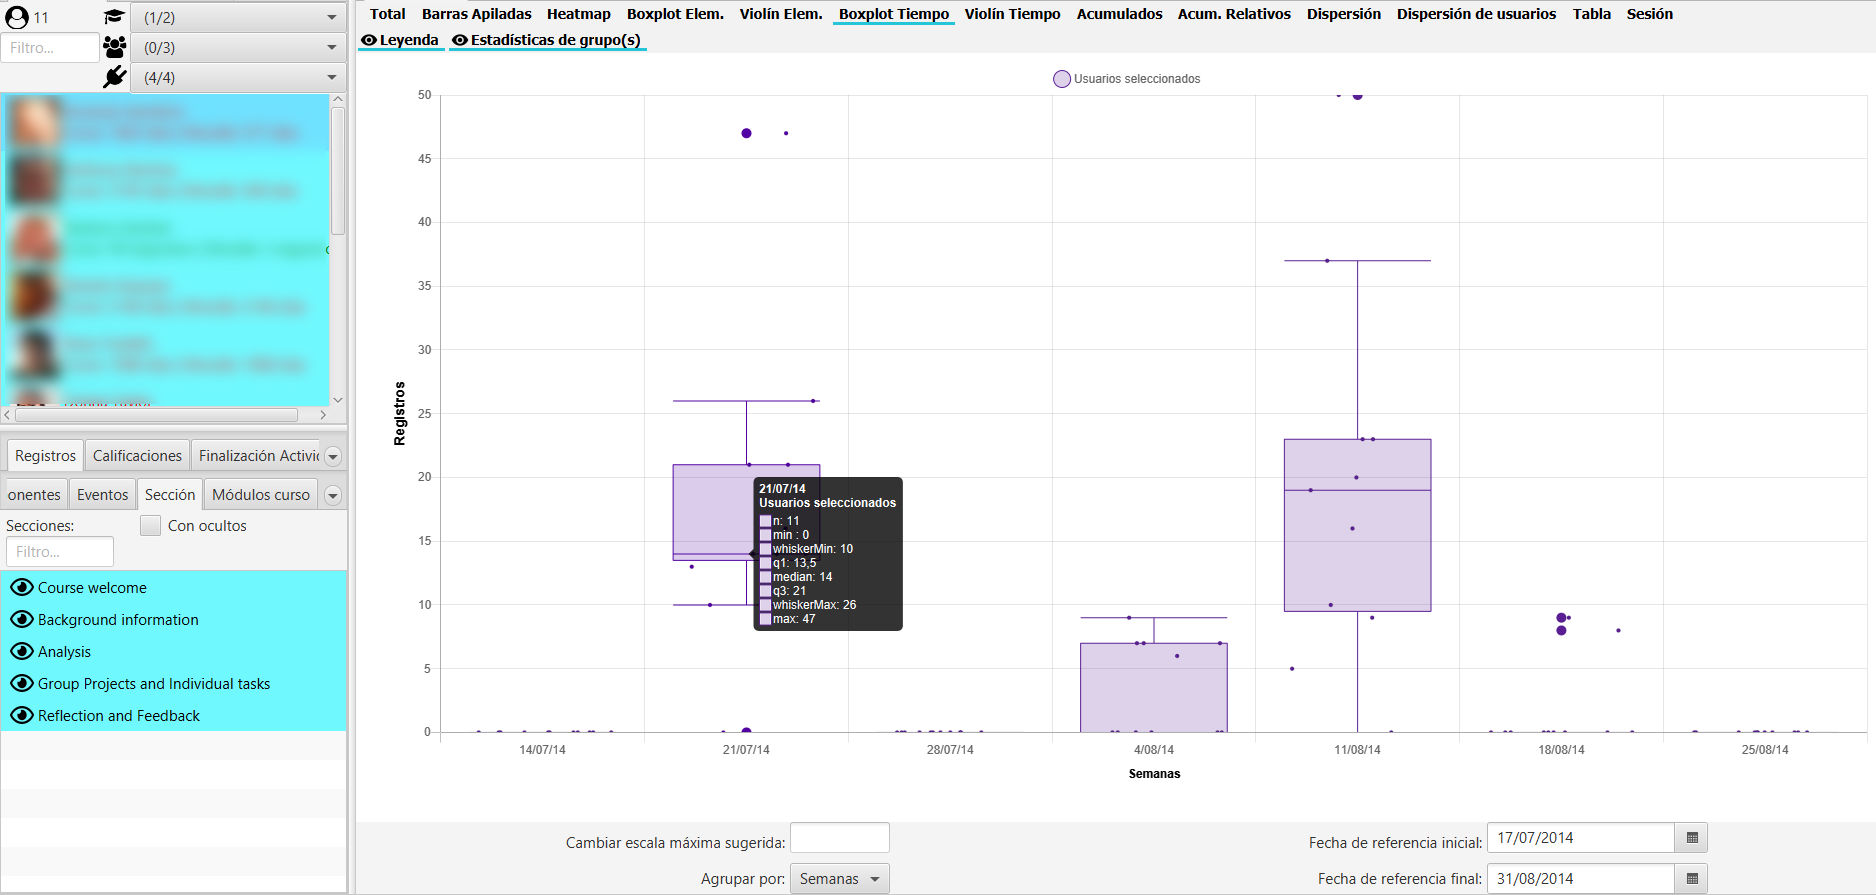 11
(1/2)
Filtro...
(0/3)
(4/4)
Registros Calificaciones Finalización Activic
onentes Eventos Sección Módulos curso
Secciones: Con ocultos
Filtro...
Course welcome
Background information
Analysis
Group Projects and Individual tasks
Reflection and Feedback
Total Barras Apiladas Heatmap Boxplot Elem. Violín Elem. Boxplot Tiempo Violín Tiempo Acumulados Acum. Relativos Dispersión Dispersión de usuarios Tabla Sesión
Leyenda Estadísticas de grupo(s)
Usuarios seleccionados
50
45
40
35
30
25
20
15
10
5
0
Registros
21/07/14
Usuarios seleccionados
n: 11
min : 0
whiskerMin: 10
q1: 13,5
median: 14
q3: 21
whiskerMax: 26
max: 47
14/07/14 21/07/14 28/07/14 4/08/14 11/08/14 18/08/14 25/08/14
Semanas
Cambiar escala máxima sugerida:
Agrupar por: Semanas
Fecha de referencia inicial: 17/07/2014
Fecha de referencia final: 31/08/2014